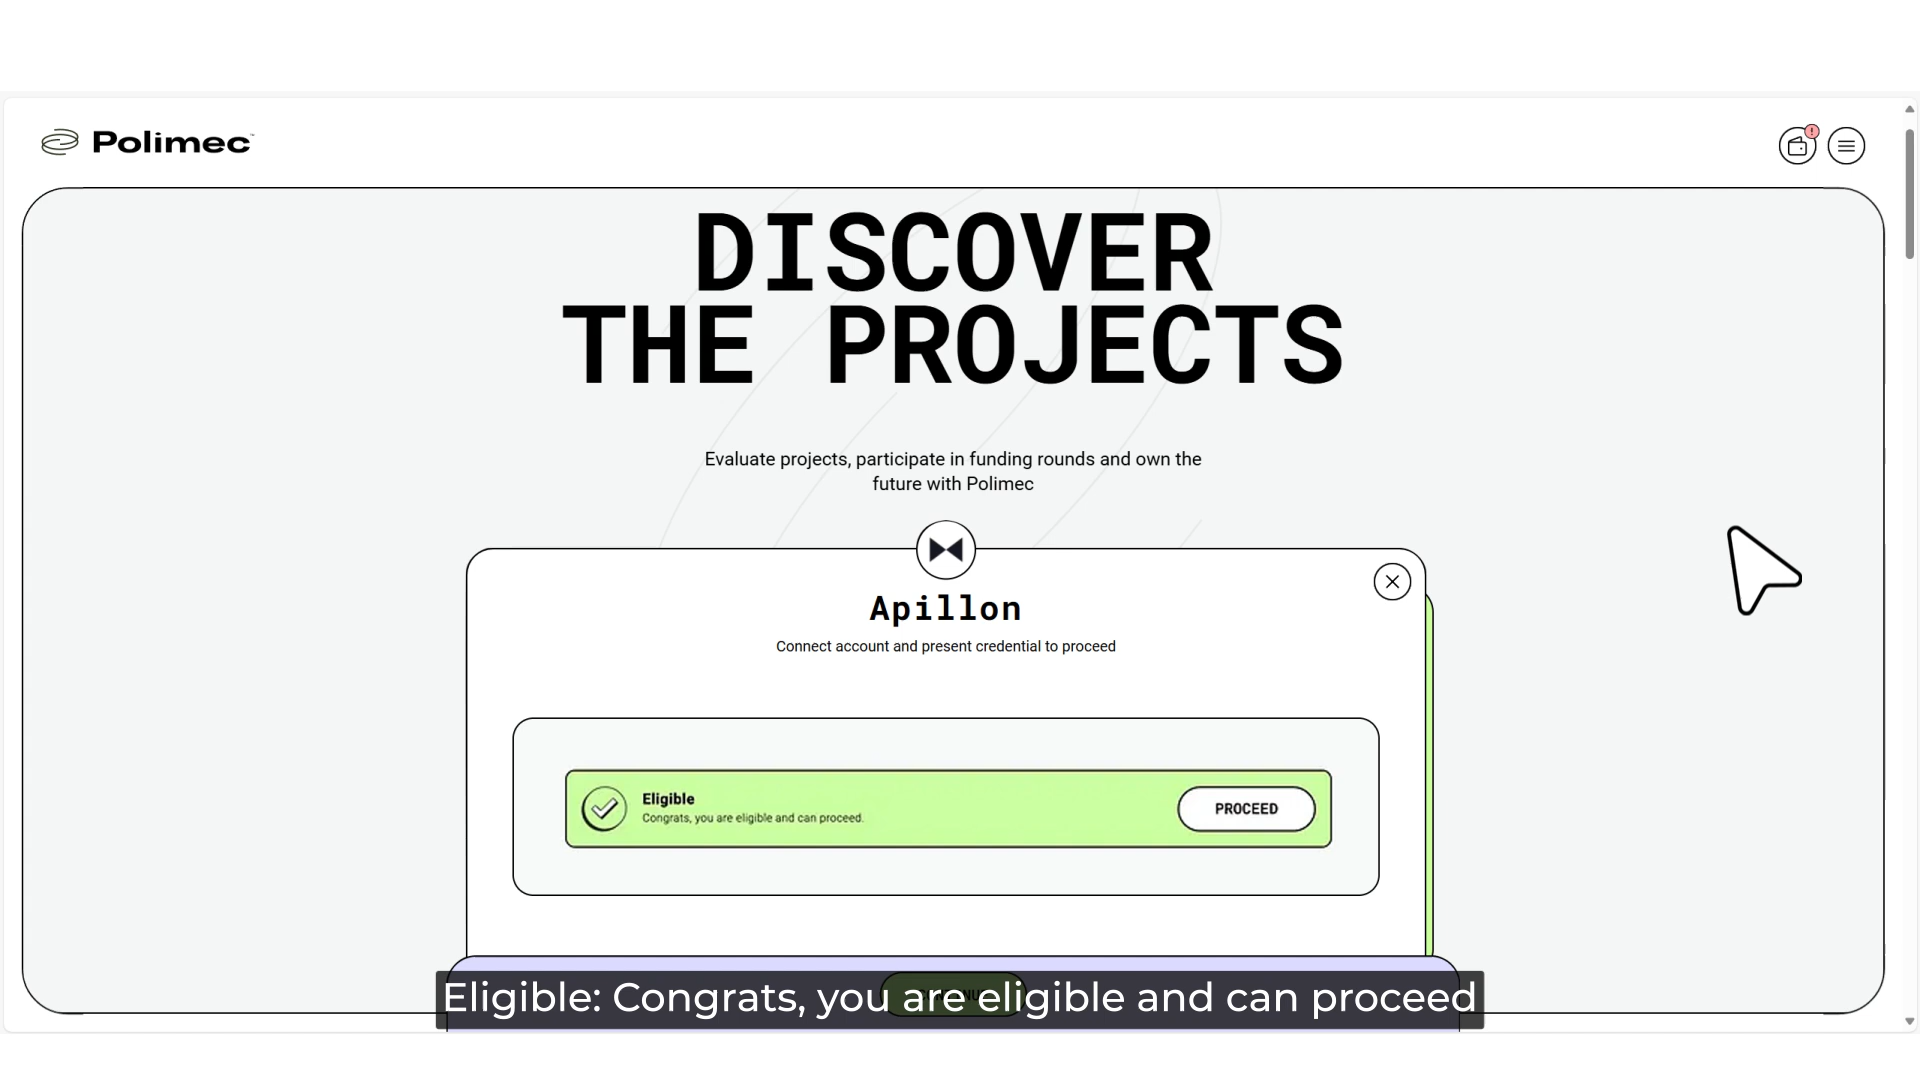 Polimec™
!
DISCOVER
THE PROJECTS
Evaluate projects, participate in funding rounds and own the
future with Polimec
Apillon
Connect account and present credential to proceed
Eligible
Congrats, you are eligible and can proceed.
PROCEED
Eligible: Congrats, you are eligible and can proceed